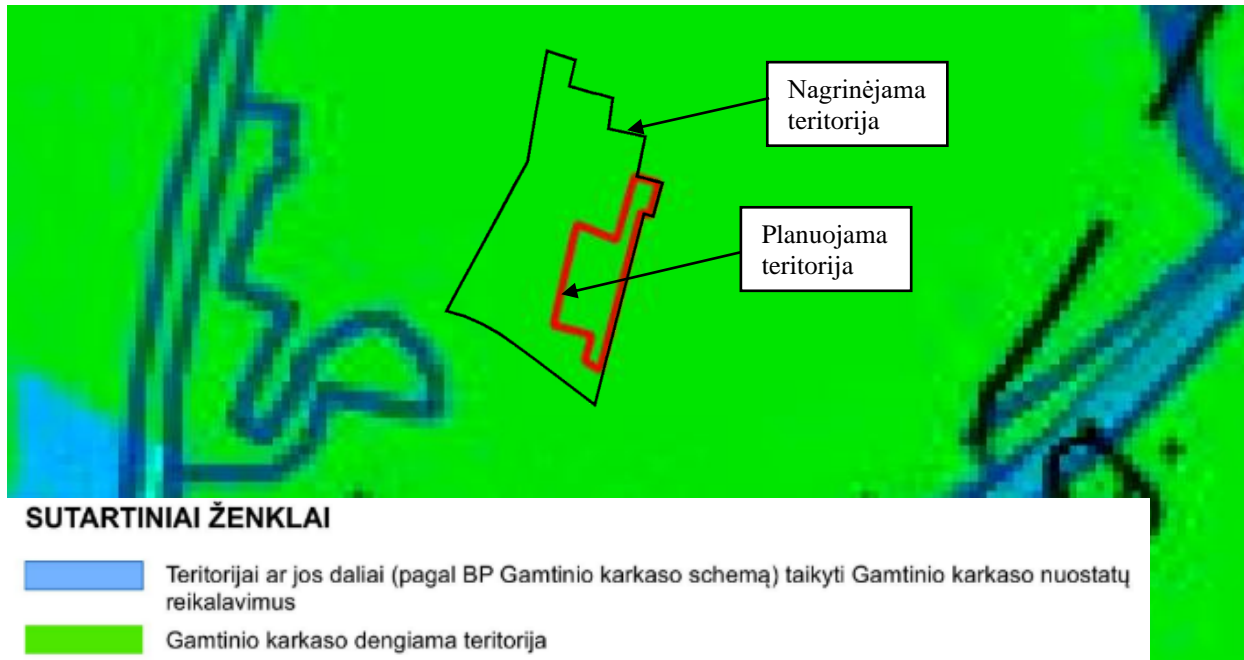 Nagrinėjama
teritorija
Planuojama
teritorija
SUTARTINIAI ŽENKLAI
Teritorijai ar jos daliai (pagal BP Gamtinio karkaso schemą) taikyti Gamtinio karkaso nuostatų
reikalavimus
Gamtinio karkaso dengiama teritorija